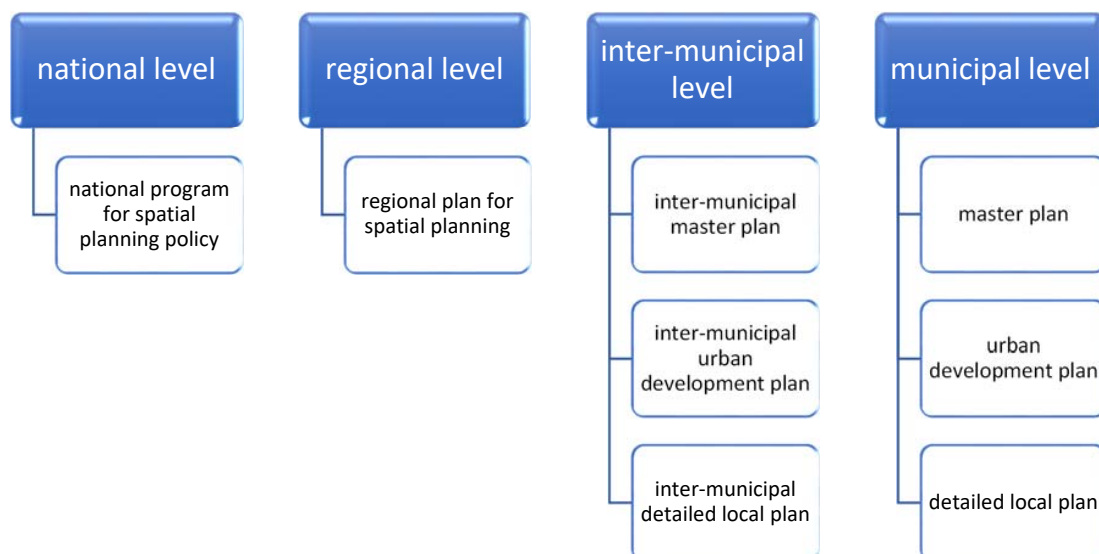 national level
national program
for spatial
planning policy
regional level
regional plan for
spatial planning
inter-municipal
level
inter-municipal
master plan
inter-municipal
urban
development plan
inter-municipal
detailed local plan
municipal level
master plan
urban
development plan
detailed local plan